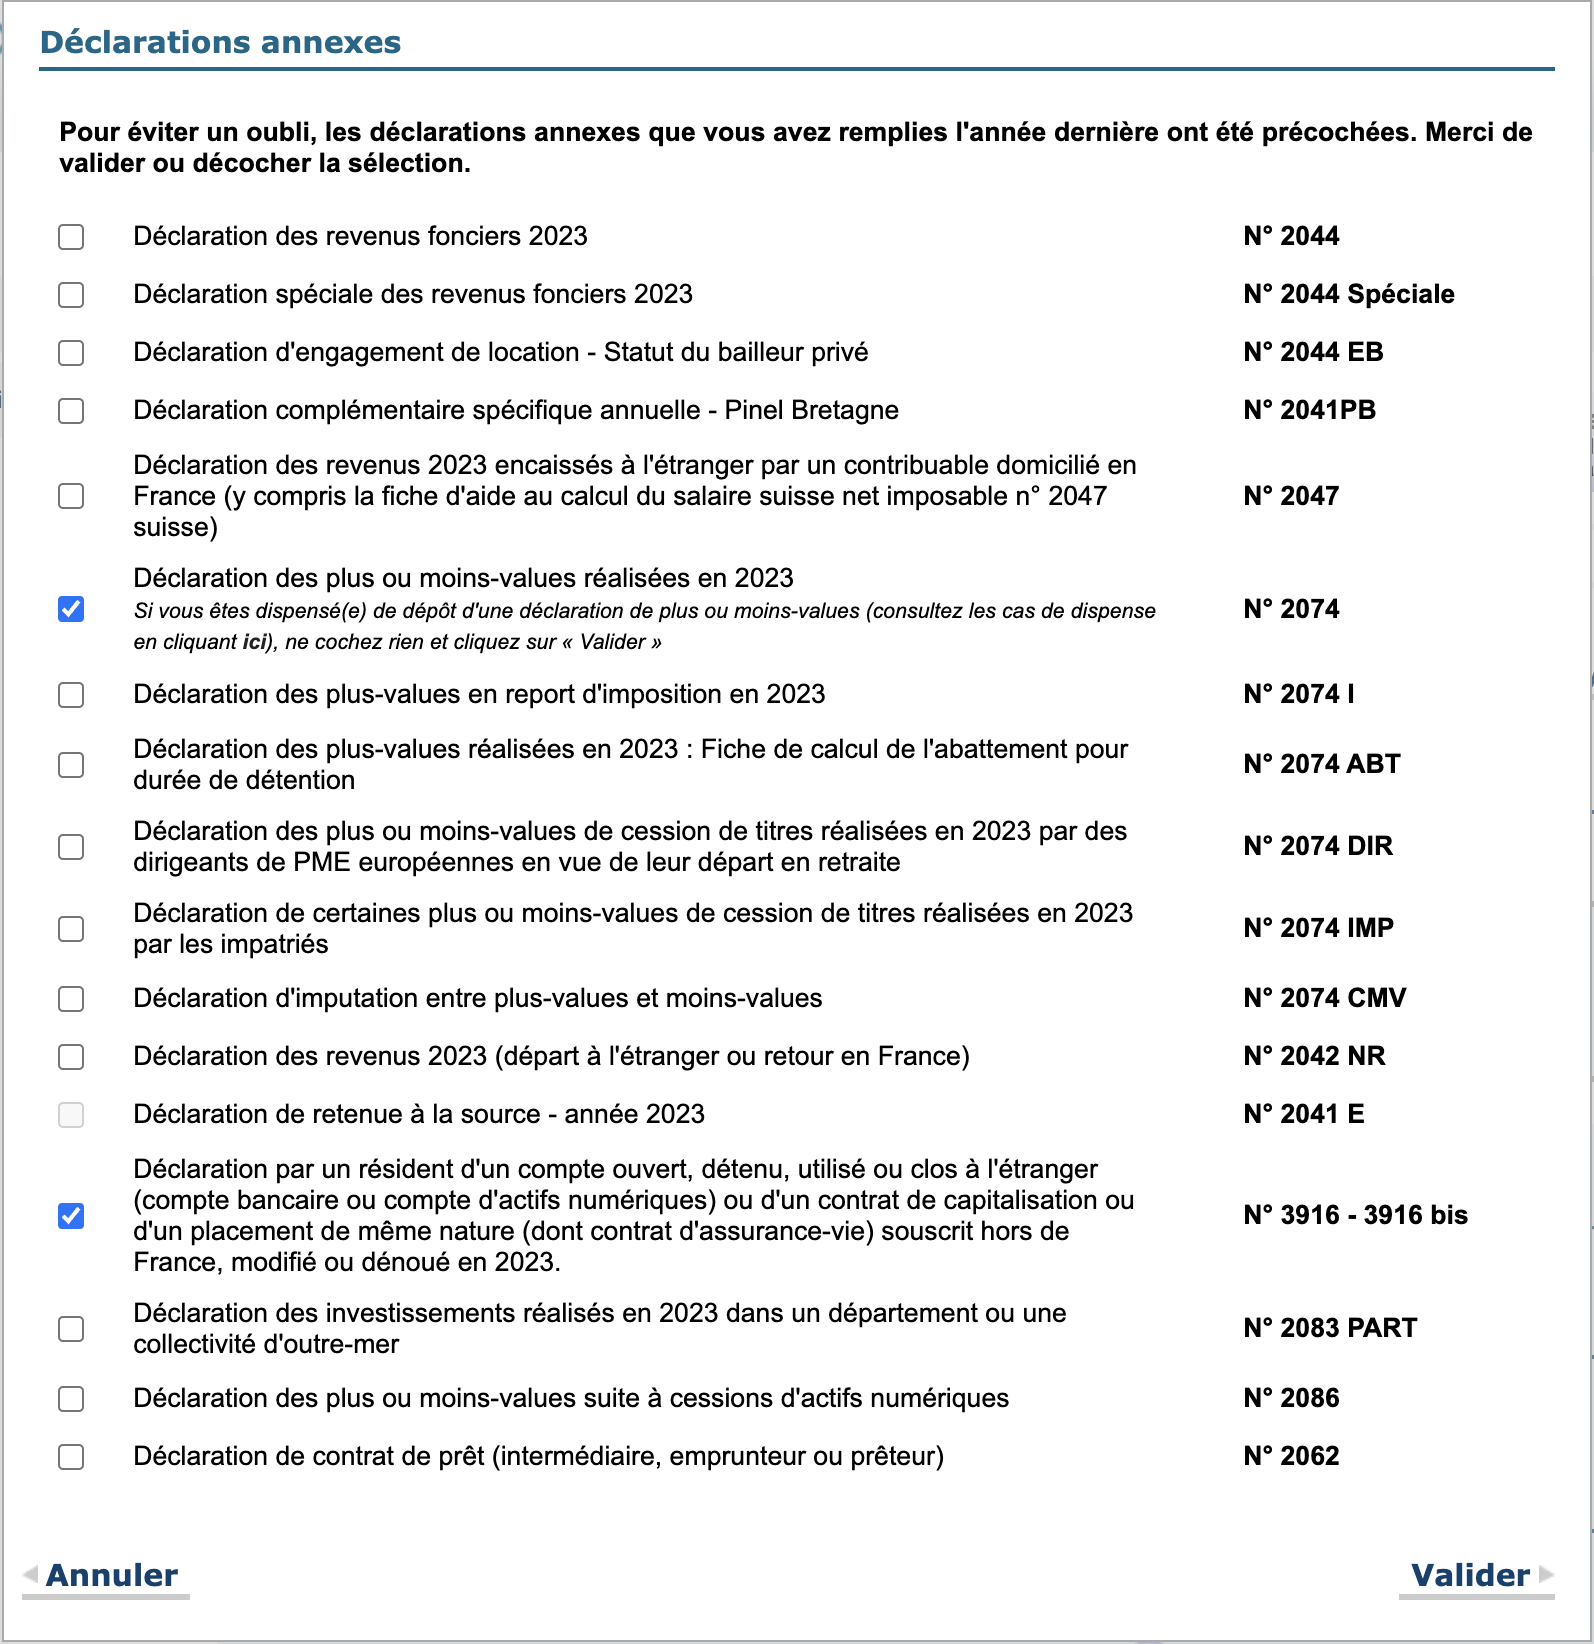 Déclarations annexes
Pour éviter un oubli, les déclarations annexes que vous avez remplies l'année dernière ont été précochées. Merci de
valider ou décocher la sélection.
Déclaration des revenus fonciers 2023 N° 2044
Déclaration spéciale des revenus fonciers 2023 N° 2044 Spéciale
Déclaration d'engagement de location - Statut du bailleur privé N° 2044 EB
Déclaration complémentaire spécifique annuelle - Pinel Bretagne N° 2041PB
Déclaration des revenus 2023 encaissés à l'étranger par un contribuable domicilié en
France (y compris la fiche d'aide au calcul du salaire suisse net imposable n° 2047 N° 2047
suisse)
Déclaration des plus ou moins-values réalisées en 2023
Si vous êtes dispensé(e) de dépôt d'une déclaration de plus ou moins-values (consultez les cas de dispense N° 2074
en cliquant ici), ne cochez rien et cliquez sur « Valider »
Déclaration des plus-values en report d'imposition en 2023 N° 2074 I
Déclaration des plus-values réalisées en 2023 : Fiche de calcul de l'abattement pour
durée de détention N° 2074 ABT
Déclaration des plus ou moins-values de cession de titres réalisées en 2023 par des
dirigeants de PME européennes en vue de leur départ en retraite N° 2074 DIR
Déclaration de certaines plus ou moins-values de cession de titres réalisées en 2023
par les impatriés N° 2074 IMP
Déclaration d'imputation entre plus-values et moins-values N° 2074 CMV
Déclaration des revenus 2023 (départ à l'étranger ou retour en France) N° 2042 NR
Déclaration de retenue à la source - année 2023 N° 2041 E
Déclaration par un résident d'un compte ouvert, détenu, utilisé ou clos à l'étranger
(compte bancaire ou compte d'actifs numériques) ou d'un contrat de capitalisation ou
d'un placement de même nature (dont contrat d'assurance-vie) souscrit hors de N° 3916 - 3916 bis
France, modifié ou dénoué en 2023.
Déclaration des investissements réalisés en 2023 dans un département ou une
collectivité d'outre-mer N° 2083 PART
Déclaration des plus ou moins-values suite à cessions d'actifs numériques N° 2086
Déclaration de contrat de prêt (intermédiaire, emprunteur ou prêteur) N° 2062
Annuler Valider